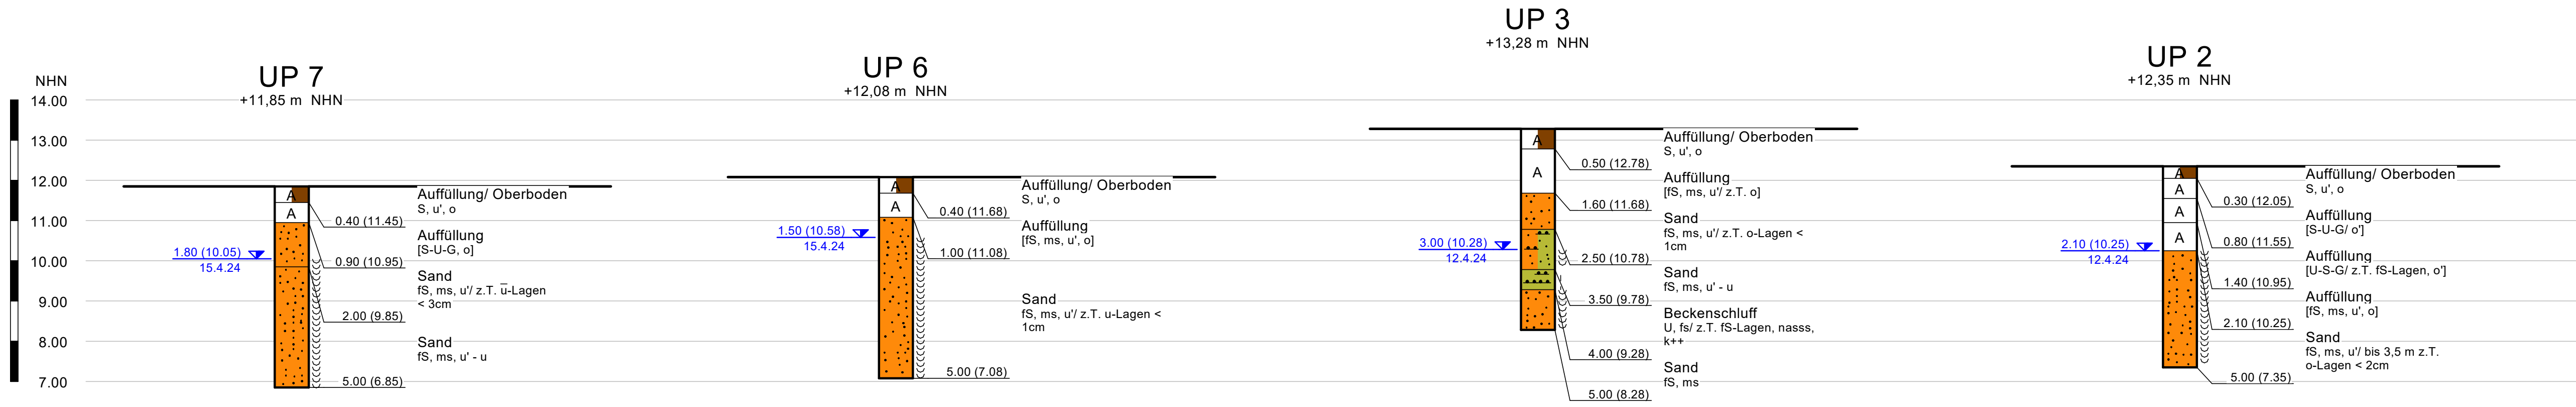 NHN
14.00
13.00
12.00
11.00
10.00
9.00
8.00
7.00
UP 7
+11,85 m NHN
A
A
0.40 (11.45)
0.90 (10.95)
2.00 (9.85)
5.00 (6.85)
1.80 (10.05)
15.4.24
Auffüllung/ Oberboden
S, u', o
Auffüllung
[S-U-G, o]
Sand
fS, ms, u'/ z.T. u̅-Lagen
< 3cm
Sand
fS, ms, u' - u
UP 6
+12,08 m NHN
A
A
0.40 (11.68)
1.00 (11.08)
5.00 (7.08)
1.50 (10.58)
15.4.24
Auffüllung/ Oberboden
S, u', o
Auffüllung
[fS, ms, u', o]
Sand
fS, ms, u'/ z.T. u-Lagen <
1cm
UP 3
+13,28 m NHN
A
A
0.50 (12.78)
1.60 (11.68)
2.50 (10.78)
3.50 (9.78)
4.00 (9.28)
5.00 (8.28)
3.00 (10.28)
12.4.24
Auffüllung/ Oberboden
S, u', o
Auffüllung
[fS, ms, u'/ z.T. o]
Sand
fS, ms, u'/ z.T. o-Lagen <
1cm
Sand
fS, ms, u' - u
Beckenschluff
U, fs/ z.T. fS-Lagen, nasss,
k++
Sand
fS, ms
UP 2
+12,35 m NHN
A
A
A
A
0.30 (12.05)
0.80 (11.55)
1.40 (10.95)
2.10 (10.25)
5.00 (7.35)
2.10 (10.25)
12.4.24
Auffüllung/ Oberboden
S, u', o
Auffüllung
[S-U-G/ o']
Auffüllung
[U-S-G/ z.T. fS-Lagen, o']
Auffüllung
[fS, ms, u', o]
Sand
fS, ms, u'/ bis 3,5 m z.T.
o-Lagen < 2cm